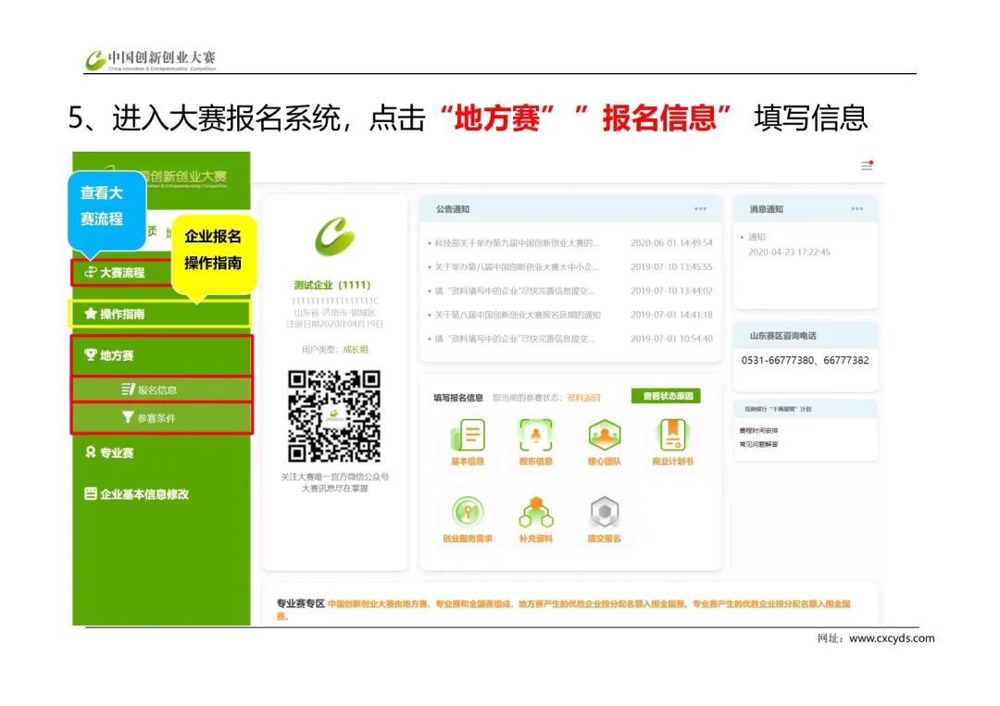 中国创新创业大赛
China Innovation & Entrepreneurship Competition
5、进入大赛报名系统，点击“地方赛” ”报名信息” 填写信息
国创新创业大赛
查看大
赛流程
页
企业报名
操作指南
大赛流程
操作指南
地方赛
报名信息
参赛条件
专业赛
企业基本信息修改
测试企业（1111）
山东省-济南市-钢城区
注册日期2020年04月19日
用户类型：成长组
关注大赛唯一官方微信公众号
大赛讯息尽在掌握
公告通知
科技部关于举办第九届中国创新创业大赛的... 2020-06-01 14:49:54
关于举办第八届中国创新创业大赛大中小企... 2019-07-10 13:45:55
请“资料填写中的企业”尽快完善信息提交... 2019-07-10 13:44:02
关于第八届中国创新创业大赛报名延期的通知 2019-07-01 14:41:18
请“资料填写中的企业”尽快完善信息提交... 2019-07-01 10:54:40
填写报名信息 您当前的参赛状态：资料返回 查看状态原因
基本信息 股东信息 核心团队 商业计划书
创业服务需求 补充资料 提交报名
消息通知
通知
2020-04-23 17:22:45
山东赛区咨询电话
0531-66777380、66777382
招商银行“千鹰展翼”计划
赛程时间安排
常见问题解答
专业赛专区 中国创新创业大赛由地方赛、专业赛和全国赛组成，地方赛产生的优胜企业按分配名额入围全国赛，专业赛产生的优胜企业按分配名额入围全国
赛。
网址：www.cxcyds.com